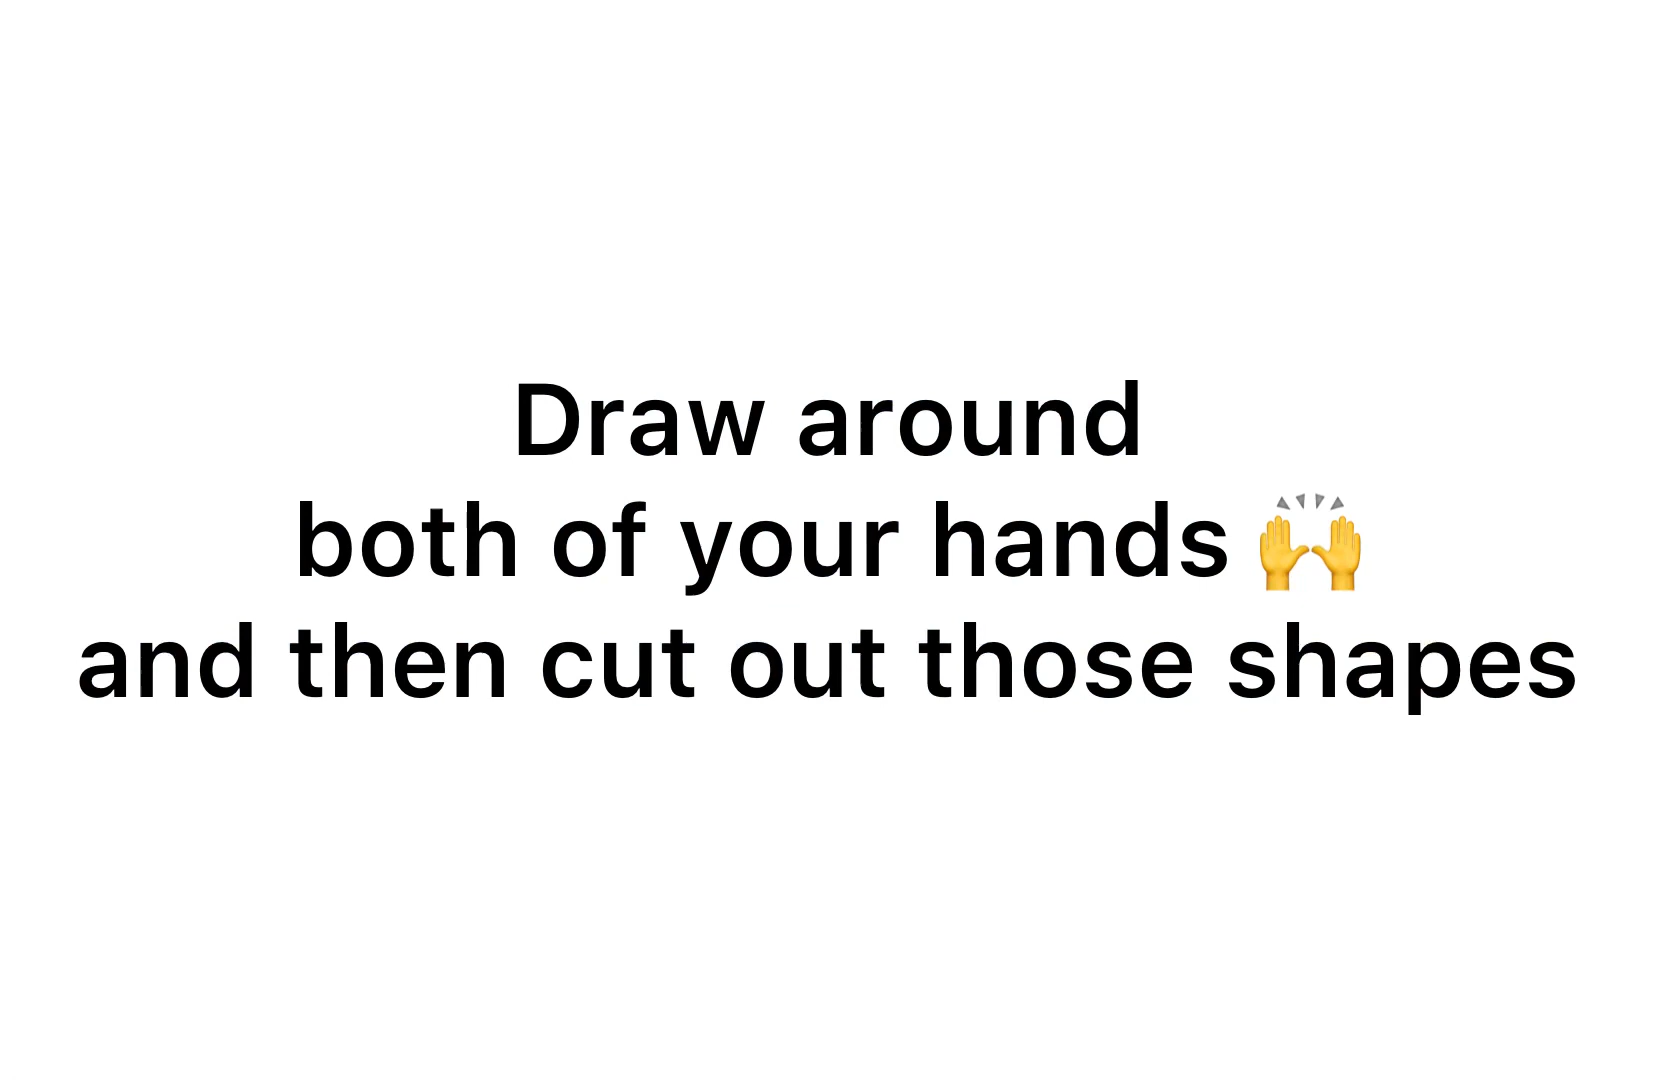 Draw around
both of your hands 🙌
and then cut out those shapes